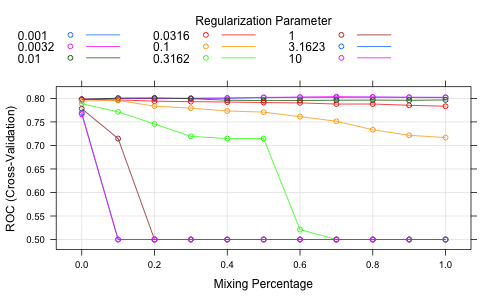 Regularization Parameter
0.001 0.0316 1
0.0032 0.1 3.1623
0.01 0.3162 10
ROC (Cross-Validation)
0.80
0.75
0.70
0.65
0.60
0.55
0.50
0.0 0.2 0.4 0.6 0.8 1.0
Mixing Percentage